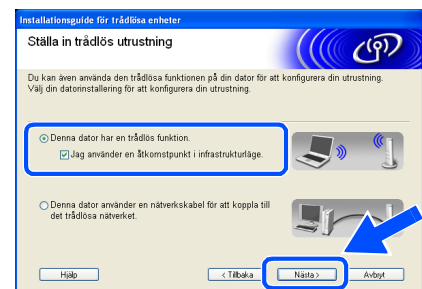 Installationsguide för trådlösa enheter
Ställa in trådlös utrustning
Du kan även använda den trådlösa funktionen på din dator för att konfigurera din utrustning.
Välj din datorinstallering för att konfigurera din utrustning.
Denna dator har en trådlös funktion.
Jag använder en åtkomstpunkt i infrastrukturläge.
Denna dator använder en nätverkskabel för att koppla till
det trådlösa nätverket.
Hjälp
< Tillbaka
Nästa >
Avbryt